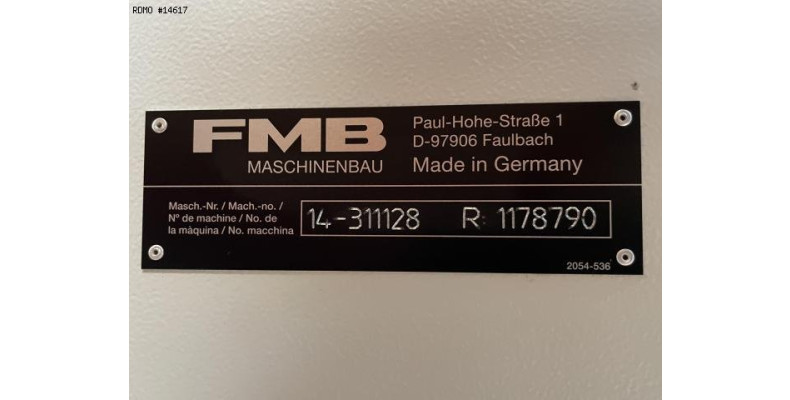 RDMO #14617
FMB
MASCHINENBAU
Paul-Hohe-Straße 1
D-97906 Faulbach
Made in Germany
Masch.-Nr. / Mach.-no. /
N° de machine / No. de
la màquina / No. macchina
14-311128 R: 1178790
2054-536